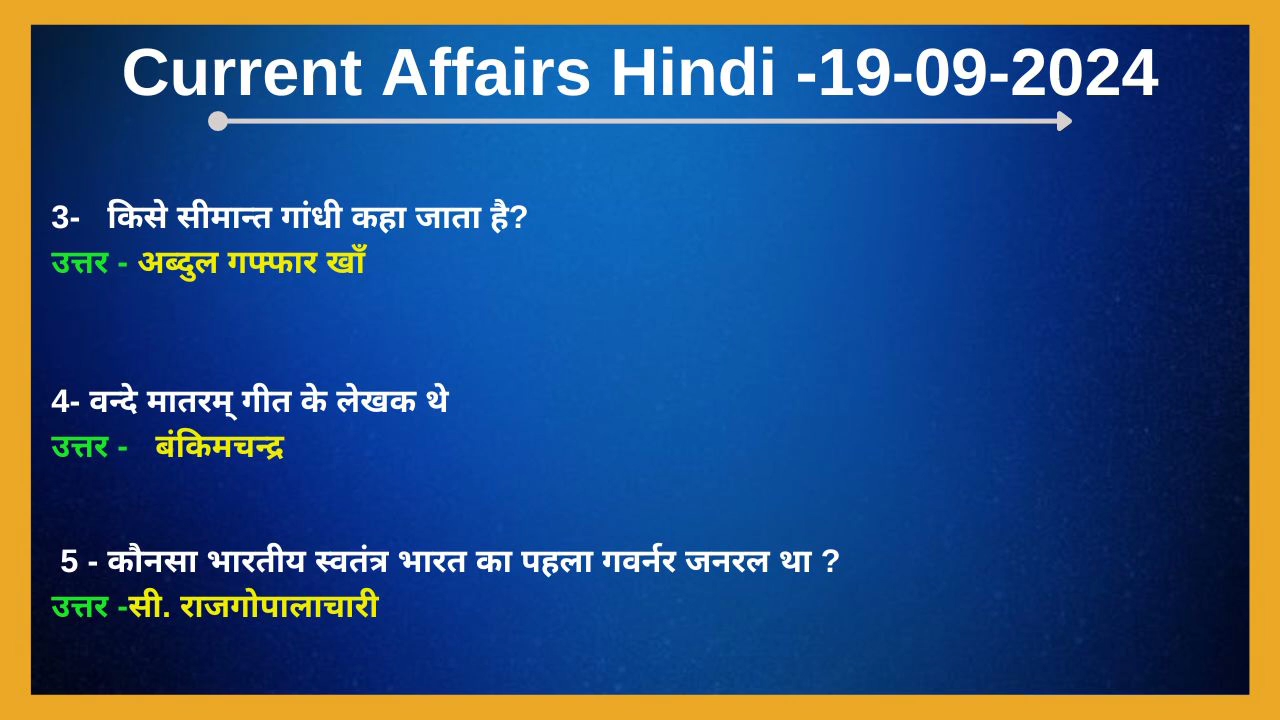 Current Affairs Hindi -19-09-2024
3- किसे सीमान्त गांधी कहा जाता है?
उत्तर - अब्दुल गफ्फार खाँ
4- वन्दे मातरम् गीत के लेखक थे
उत्तर - बंकिमचन्द्र
5 - कौनसा भारतीय स्वतंत्र भारत का पहला गवर्नर जनरल था ?
उत्तर -सी. राजगोपालाचारी